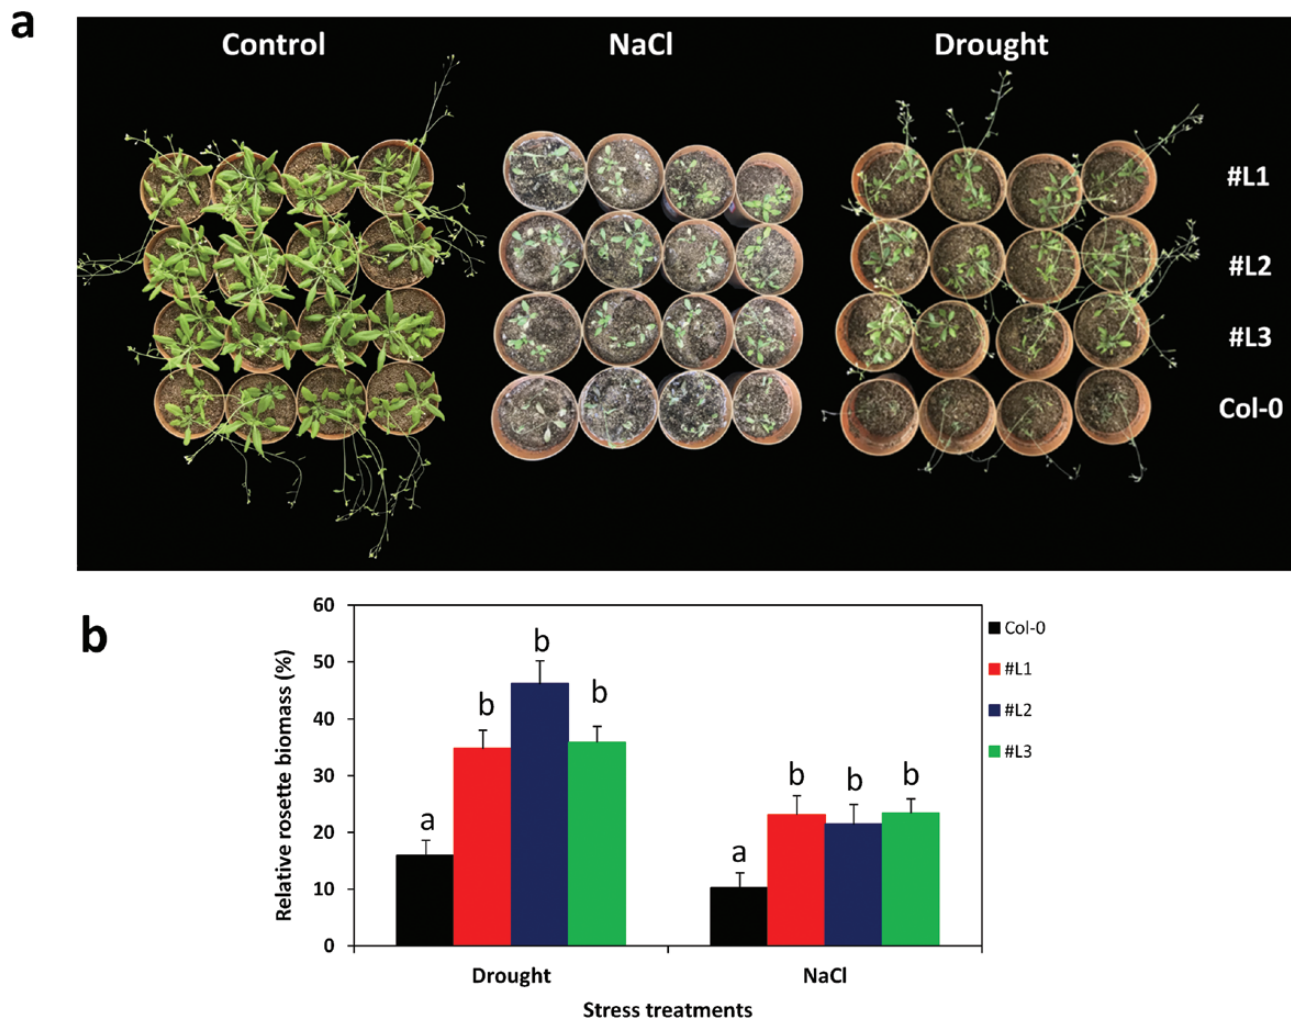 a
Control NaCl Drought
#L1
#L2
#L3
Col-0
b
60
50
40
30
20
10
0
Relative rosette biomass (%)
a b b b
a b b b
Drought NaCl
Stress treatments
Col-0
#L1
#L2
#L3